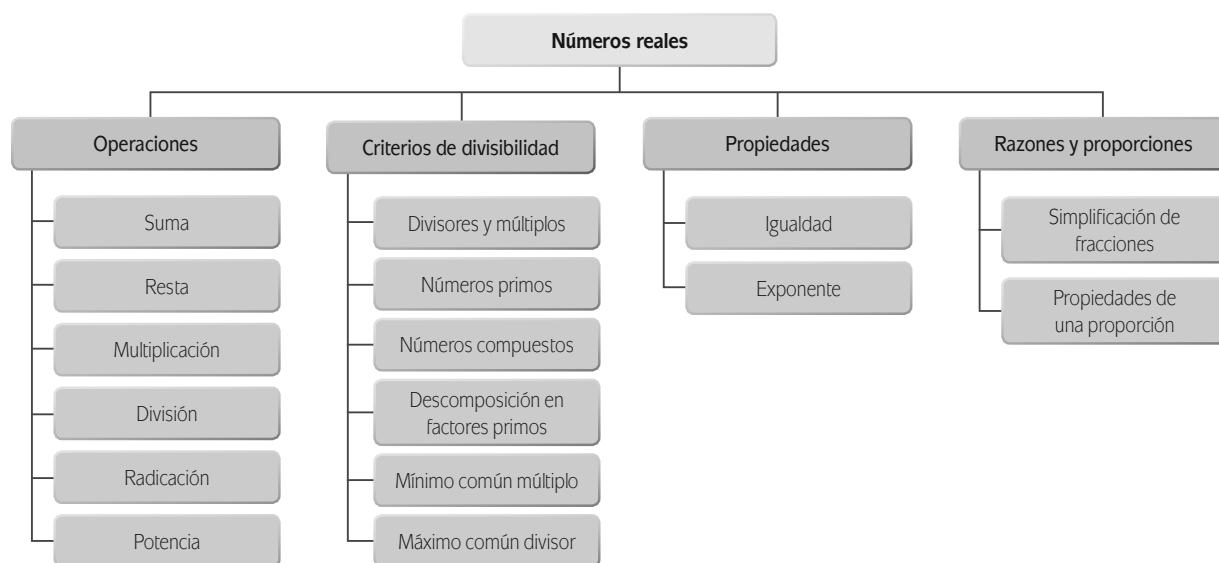 Números reales
Operaciones
Suma
Resta
Multiplicación
División
Radicación
Potencia
Criterios de divisibilidad
Divisores y múltiplos
Números primos
Números compuestos
Descomposición en
factores primos
Mínimo común múltiplo
Máximo común divisor
Propiedades
Igualdad
Exponente
Razones y proporciones
Simplificación de
fracciones
Propiedades de
una proporción